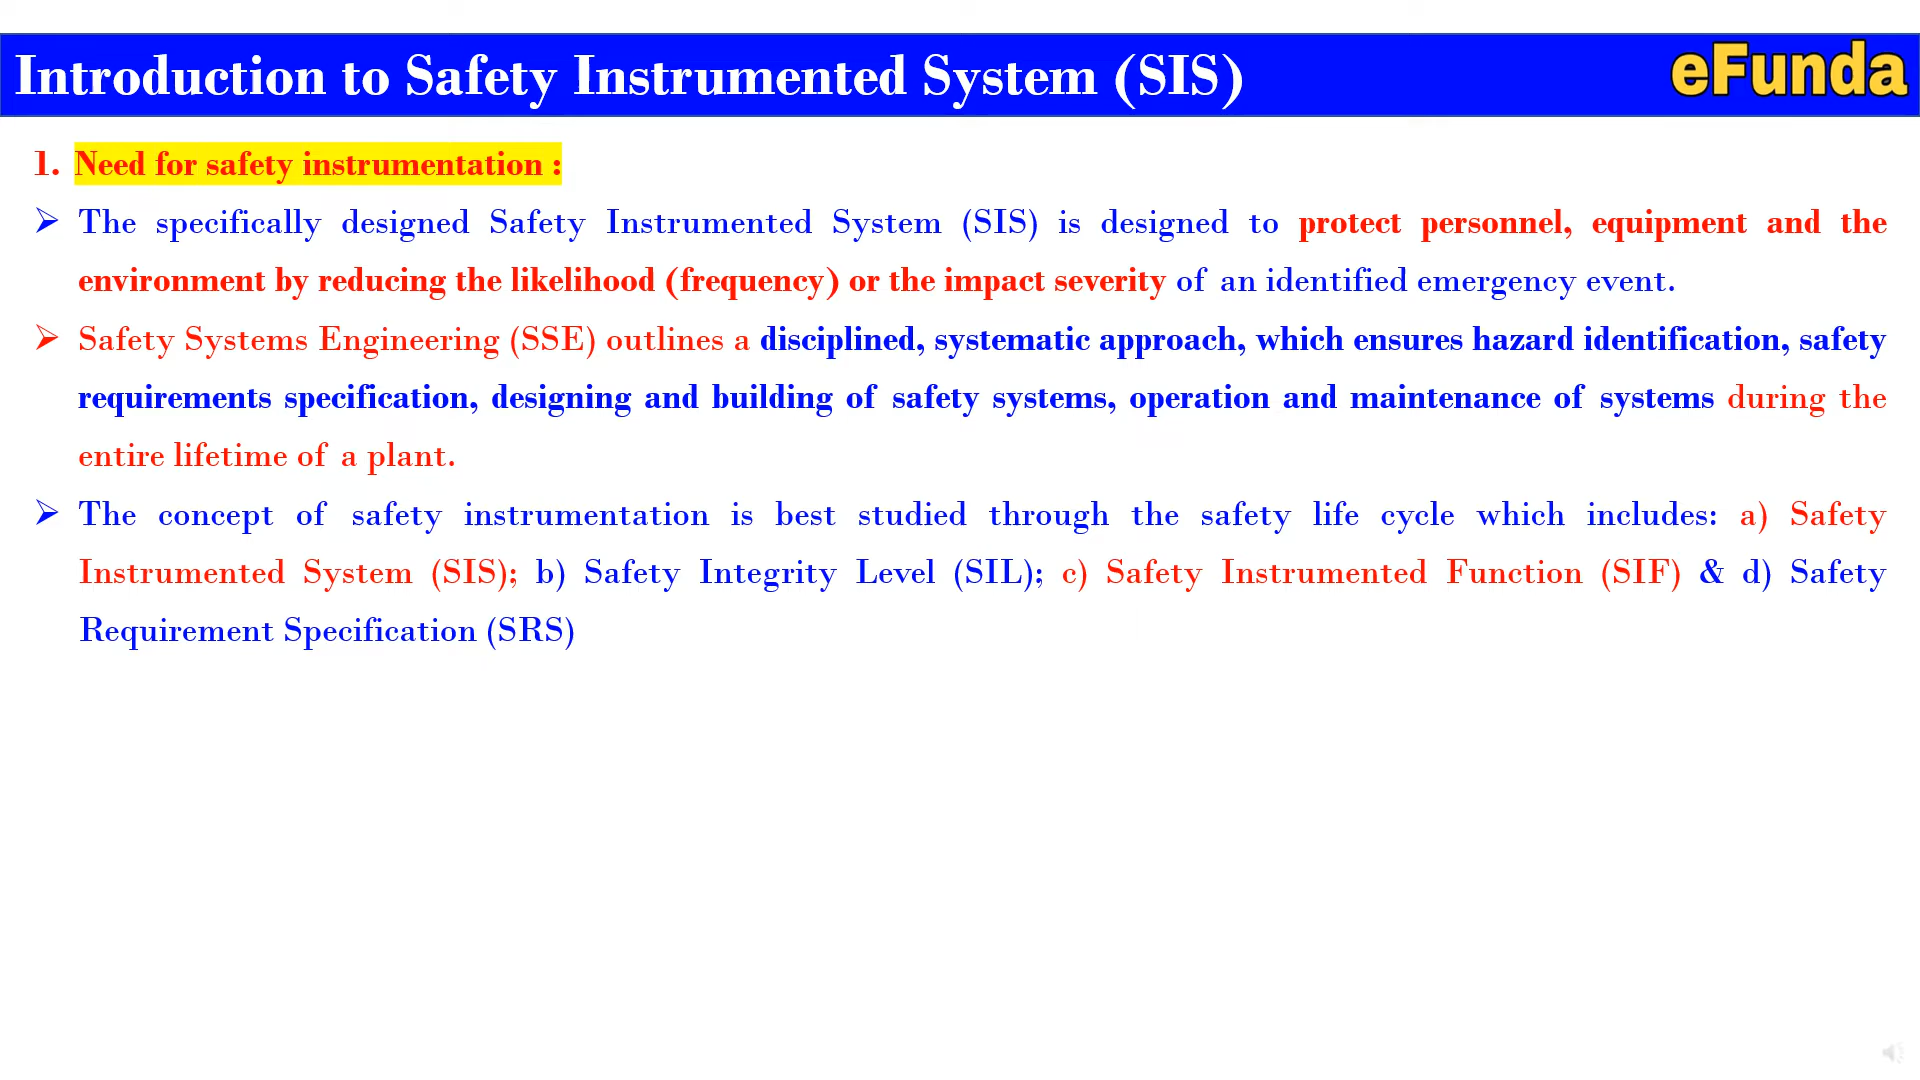 Introduction to Safety Instrumented System (SIS)
eFunda
1. Need for safety instrumentation :
➢ The specifically designed Safety Instrumented System (SIS) is designed to protect personnel, equipment and the
environment by reducing the likelihood (frequency) or the impact severity of an identified emergency event.
➢ Safety Systems Engineering (SSE) outlines a disciplined, systematic approach, which ensures hazard identification, safety
requirements specification, designing and building of safety systems, operation and maintenance of systems during the
entire lifetime of a plant.
➢ The concept of safety instrumentation is best studied through the safety life cycle which includes: a) Safety
Instrumented System (SIS); b) Safety Integrity Level (SIL); c) Safety Instrumented Function (SIF) & d) Safety
Requirement Specification (SRS)